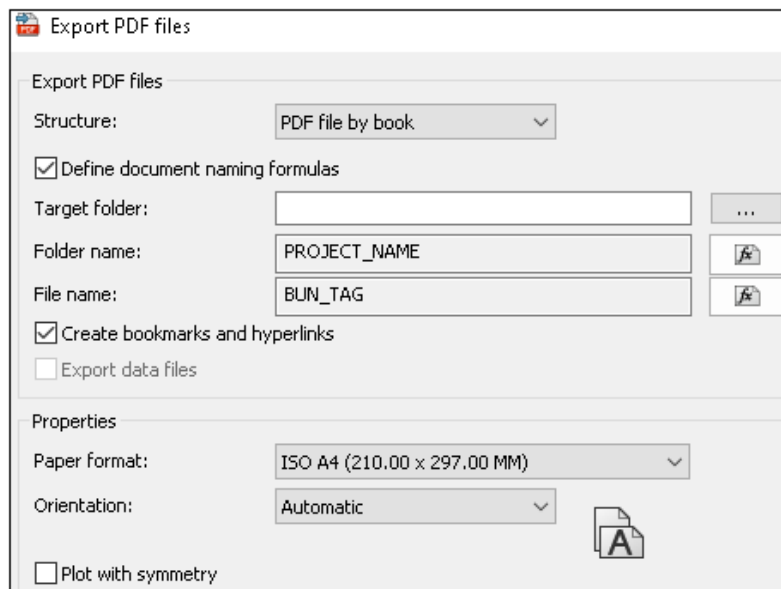 Export PDF files
Export PDF files
Structure: PDF file by book
Define document naming formulas
Target folder: ...
Folder name: PROJECT_NAME
File name: BUN_TAG
Create bookmarks and hyperlinks
Export data files
Properties
Paper format: ISO A4 (210.00 x 297.00 MM)
Orientation: Automatic
A
Plot with symmetry